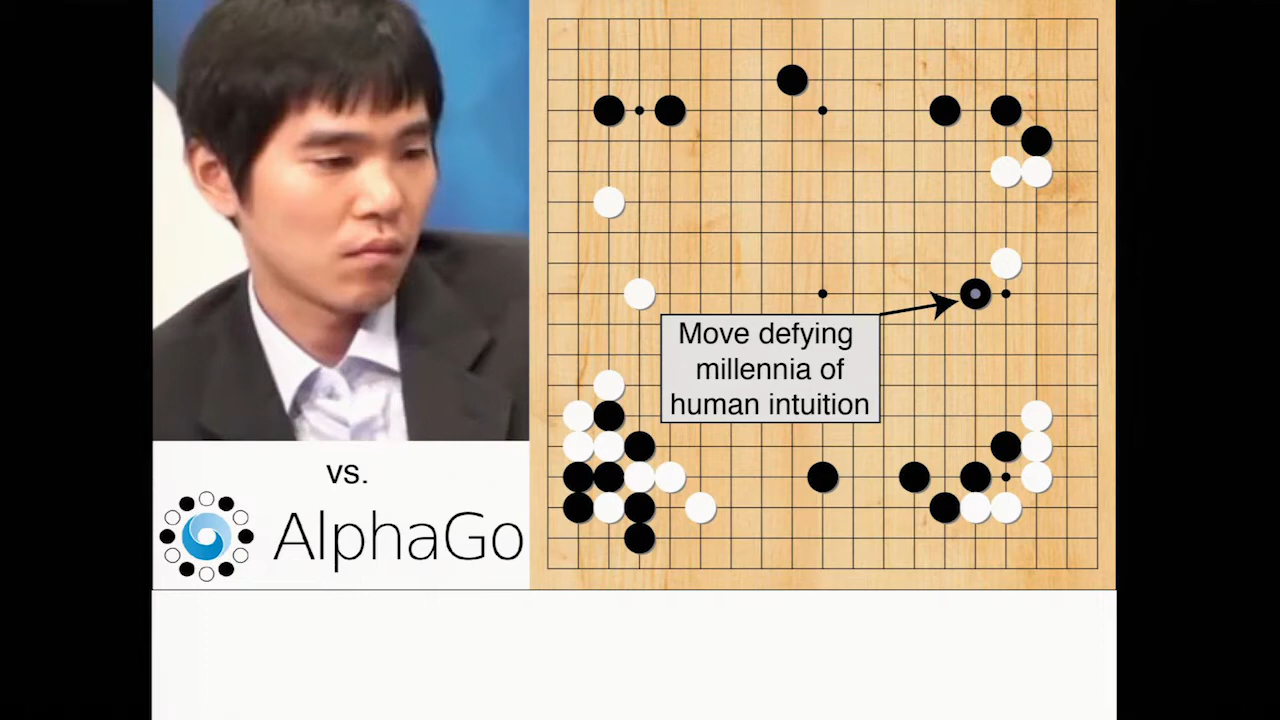 Move defying
millennia of
human intuition
vs.
AlphaGo